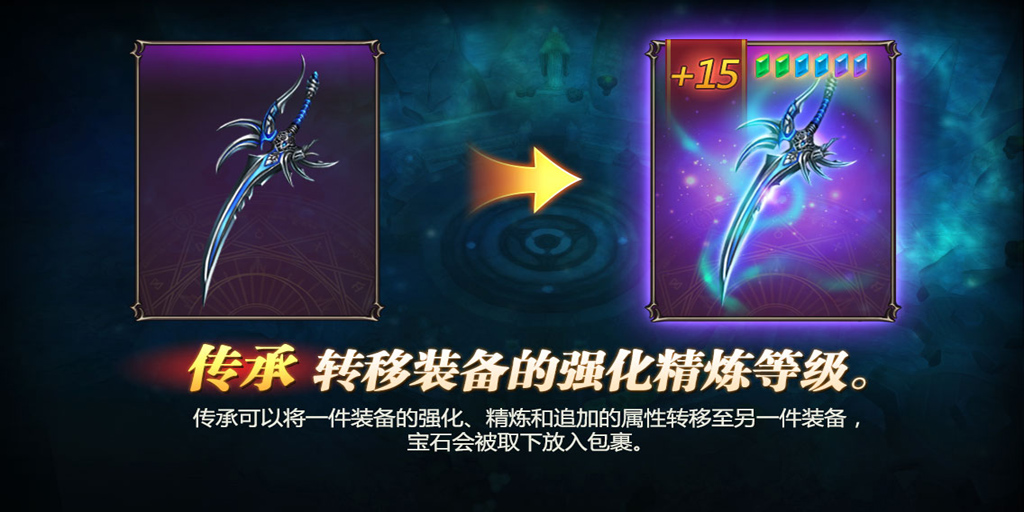 +15
传承 转移装备的强化精炼等级。
传承可以将一件装备的强化、精炼和追加的属性转移至另一件装备，
宝石会被取下放入包裹。